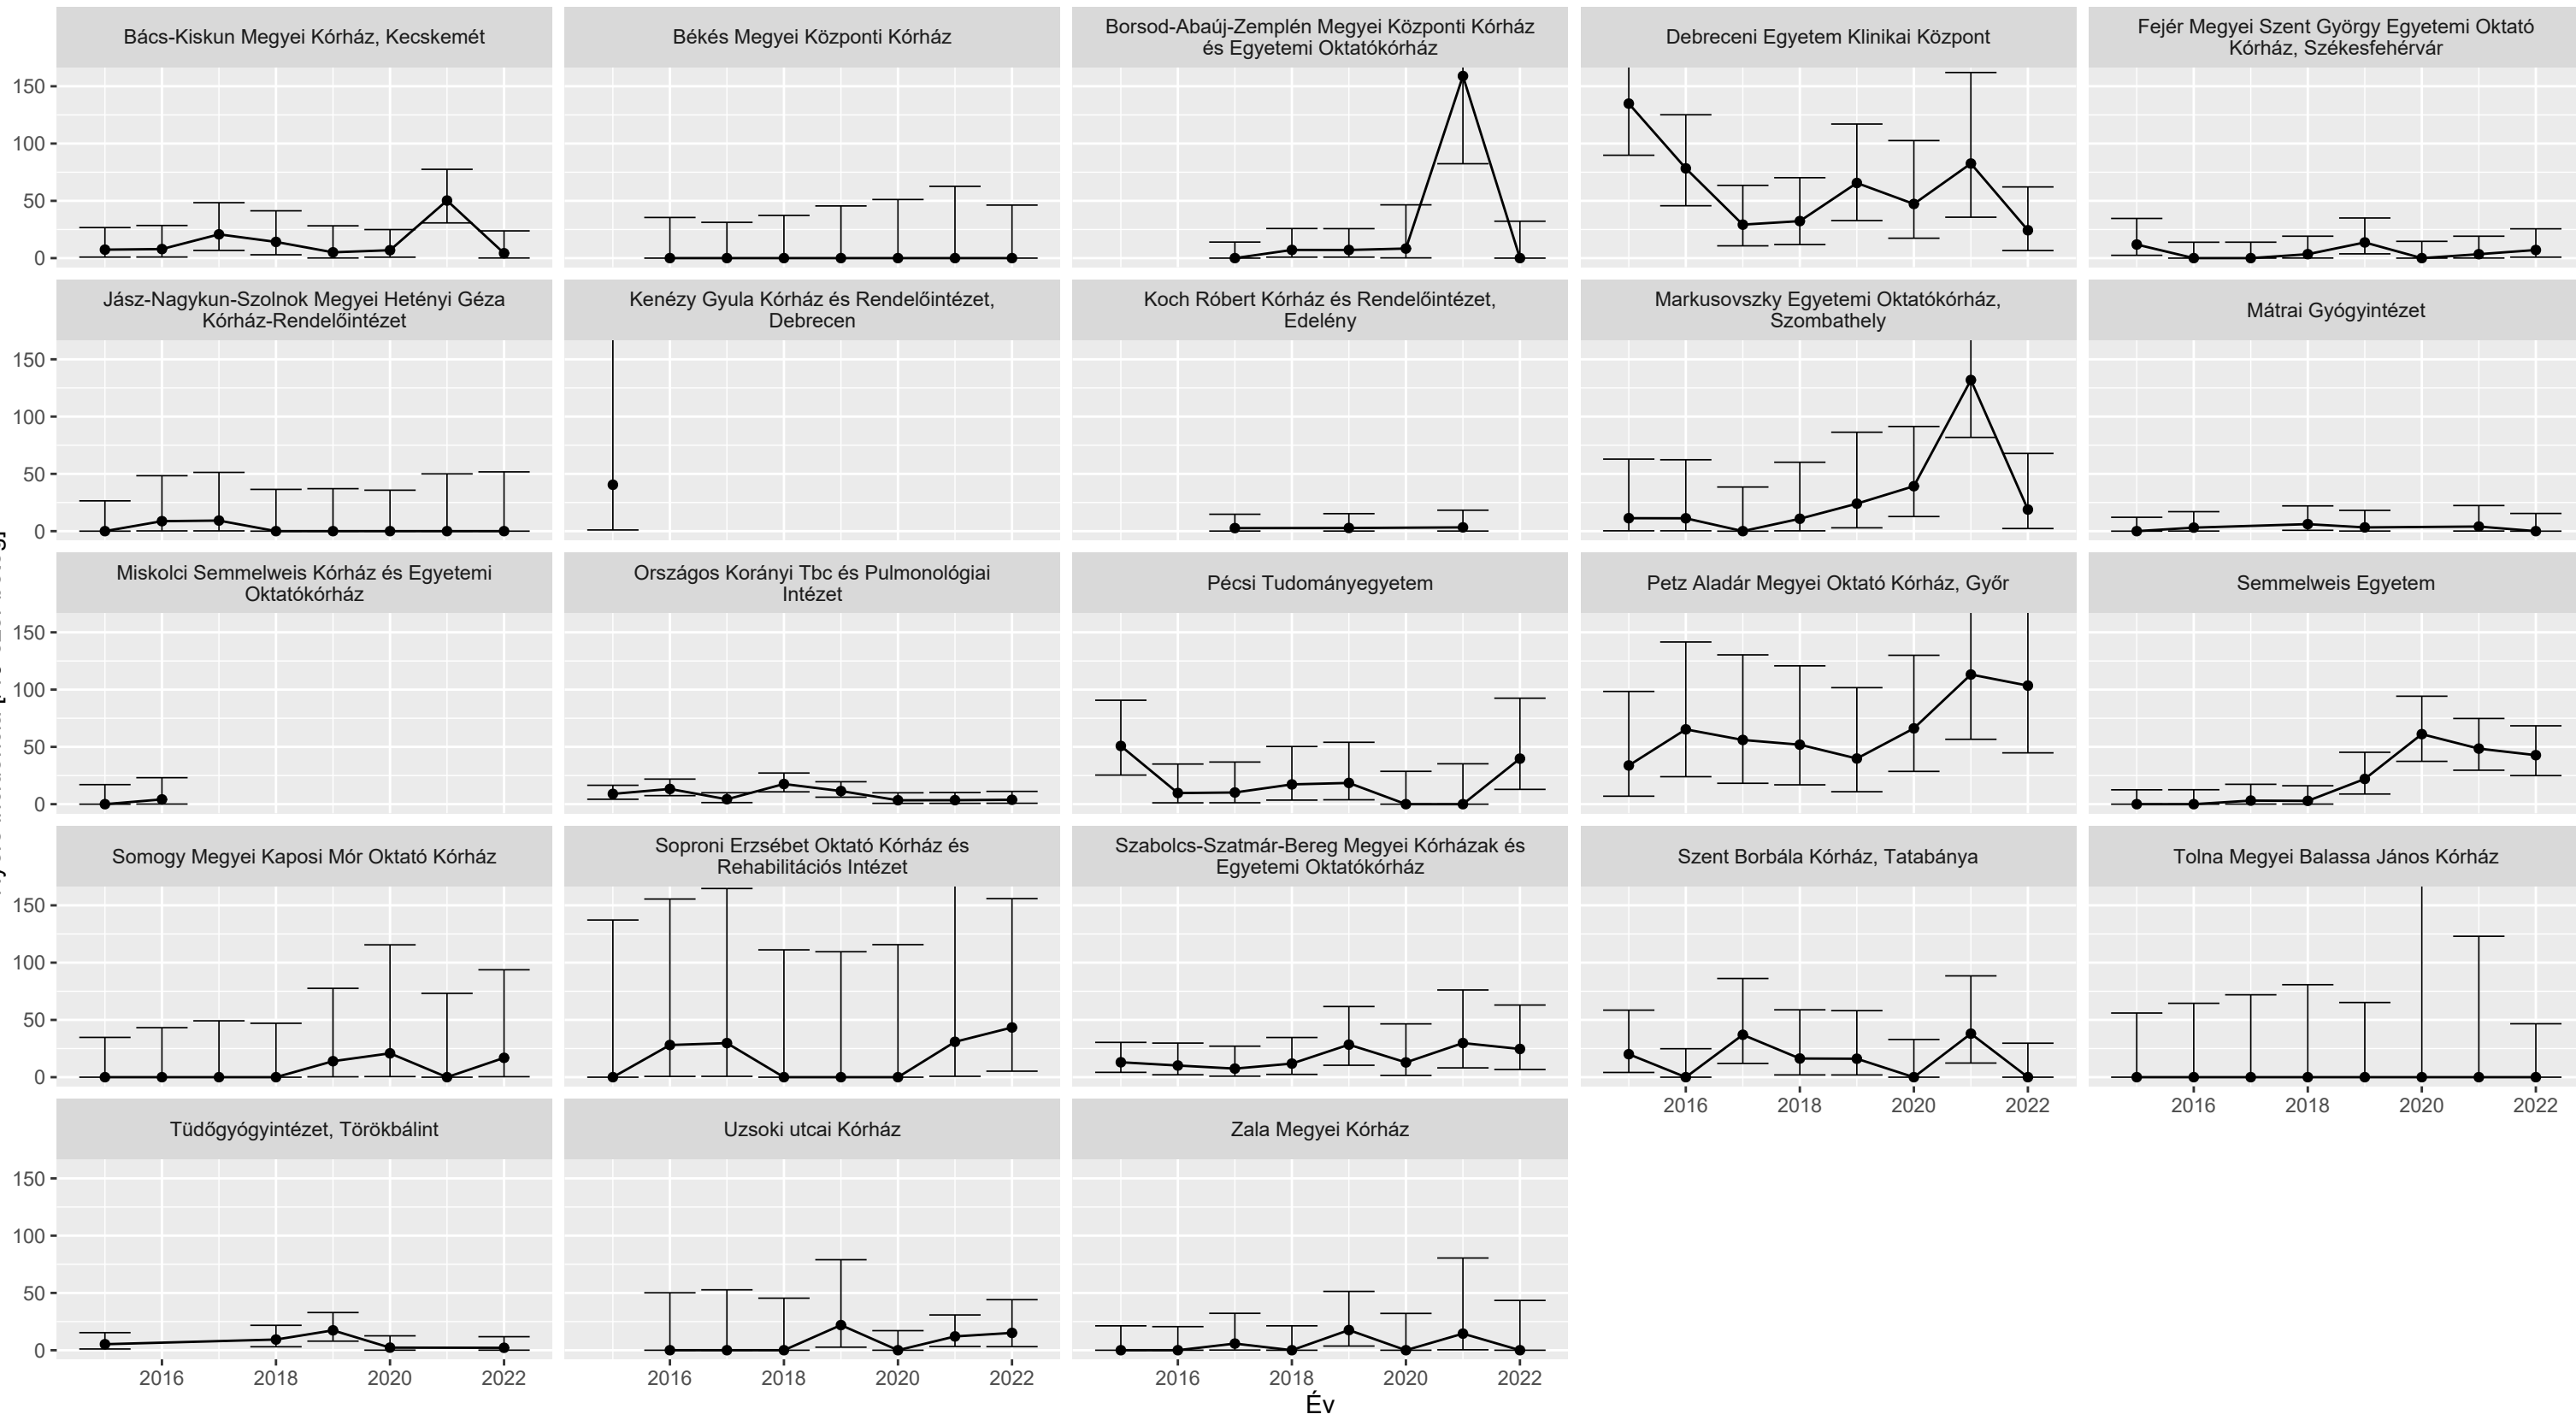 Bács-Kiskun Megyei Kórház, Kecskemét
Békés Megyei Központi Kórház
Borsod-Abaúj-Zemplén Megyei Központi Kórház
és Egyetemi Oktatókórház
Debreceni Egyetem Klinikai Központ
Fejér Megyei Szent György Egyetemi Oktató
Kórház, Székesfehérvár
150
100
50
0
Jász-Nagykun-Szolnok Megyei Hetényi Géza
Kórház-Rendelőintézet
Kenézy Gyula Kórház és Rendelőintézet,
Debrecen
Koch Róbert Kórház és Rendelőintézet,
Edelény
Markusovszky Egyetemi Oktatókórház,
Szombathely
Mátrai Gyógyintézet
150
100
50
0
Miskolci Semmelweis Kórház és Egyetemi
Oktatókórház
Országos Korányi Tbc és Pulmonológiai
Intézet
Pécsi Tudományegyetem
Petz Aladár Megyei Oktató Kórház, Győr
Semmelweis Egyetem
150
100
50
0
Somogy Megyei Kaposi Mór Oktató Kórház
Soproni Erzsébet Oktató Kórház és
Rehabilitációs Intézet
Szabolcs-Szatmár-Bereg Megyei Kórházak és
Egyetemi Oktatókórház
Szent Borbála Kórház, Tatabánya
Tolna Megyei Balassa János Kórház
150
100
50
0
2016 2018 2020 2022
2016 2018 2020 2022
Tüdőgyógyintézet, Törökbálint
Uzsoki utcai Kórház
Zala Megyei Kórház
150
100
50
0
2016 2018 2020 2022
2016 2018 2020 2022
2016 2018 2020 2022
Év